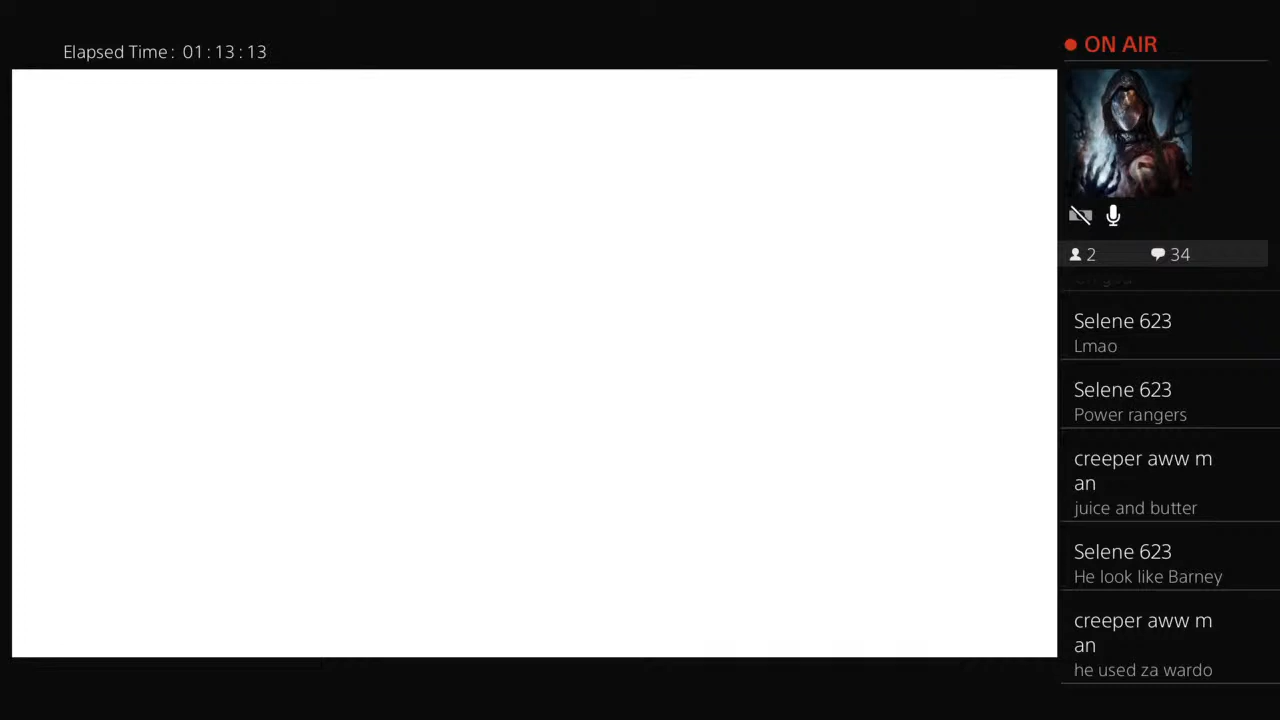 Elapsed Time: 01:13:13
ON AIR
2 34
Selene 623
Lmao
Selene 623
Power rangers
creeper aww m
an
juice and butter
Selene 623
He look like Barney
creeper aww m
an
he used za wardo